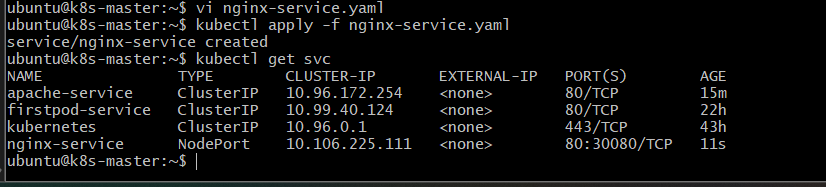 ubuntu@k8s-master:~$ vi nginx-service.yaml
ubuntu@k8s-master:~$ kubectl apply -f nginx-service.yaml
service/nginx-service created
ubuntu@k8s-master:~$ kubectl get svc
NAME TYPE CLUSTER-IP EXTERNAL-IP PORT(S) AGE
apache-service ClusterIP 10.96.172.254 <none> 80/TCP 15m
firstpod-service ClusterIP 10.99.40.124 <none> 80/TCP 22h
kubernetes ClusterIP 10.96.0.1 <none> 443/TCP 43h
nginx-service NodePort 10.106.225.111 <none> 80:30080/TCP 11s
ubuntu@k8s-master:~$